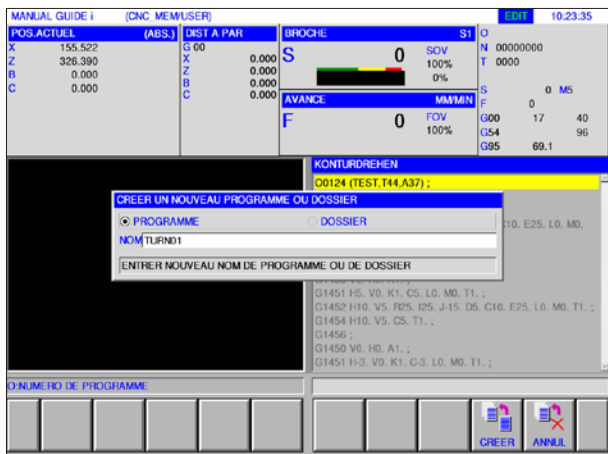 MANUAL GUIDE i (CNC_MEM/USER) EDIT 10:23:35
POS.ACTUEL (ABS.) DIST A PAR BROCHE S1 O
X 155.522 G 00 S 0 SOV N 00000000
Z 326.390 X 0.000 100% T 0000
B 0.000 Z 0.000 0%
C 0.000 B 0.000
C 0.000
S 0 M5
AVANCE MM/MIN F 0
F 0 FOV G00 17 40
100% G54 96
G95 69.1
KONTURDREHEN
O0124 (TEST,T44,A37) ;
CREER UN NOUVEAU PROGRAMME OU DOSSIER
PROGRAMME DOSSIER
C10. E25. L0. M0.
NOM TURN01
ENTRER NOUVEAU NOM DE PROGRAMME OU DE DOSSIER
G1451 H5. V0. K1. C5. L0. M0. T1. ;
G1452 H10. V5. R25. I25. J-15. D5. C10. E25. L0. M0. T1. ;
G1454 H10. V5. C5. T1. ;
G1456 ;
G1450 V0. H0. A1. ;
G1451 H-3. V0. K1. C-3. L0. M0. T1. ;
O:NUMERO DE PROGRAMME
CREER ANNUL